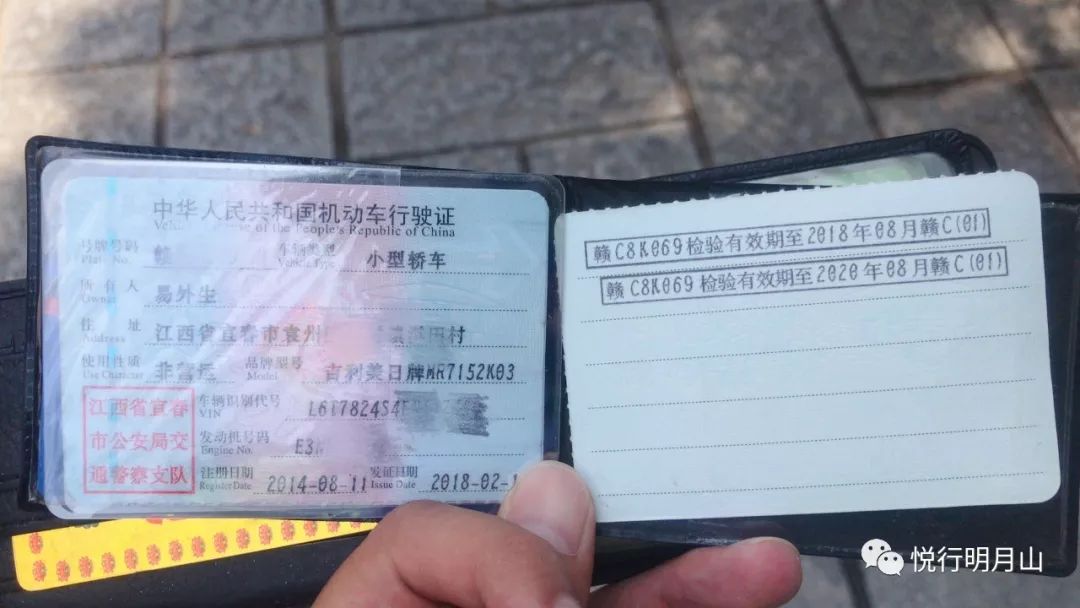 中华人民共和国机动车行驶证
of the People's Republic of China
号牌号码 赣 车辆类型 小型轿车
Plate No. Vehicle Type
所有人 易外生
Owner
住址 江西省宜春市袁州 田村
Address
使用性质 非营运 品牌型号 吉利美日牌MR7152K03
Use Character Model
江西省宜春
市公安局交
通警察支队
车辆识别代号 L6T7824S4
VIN
发动机号码 E3
Engine No.
注册日期 2014-08-11 发证日期 2018-02-1
Register Date Issue Date
赣C8K069检验有效期至2018年08月赣C(01)
赣C8K069检验有效期至2020年08月赣C(01)
悦行明月山